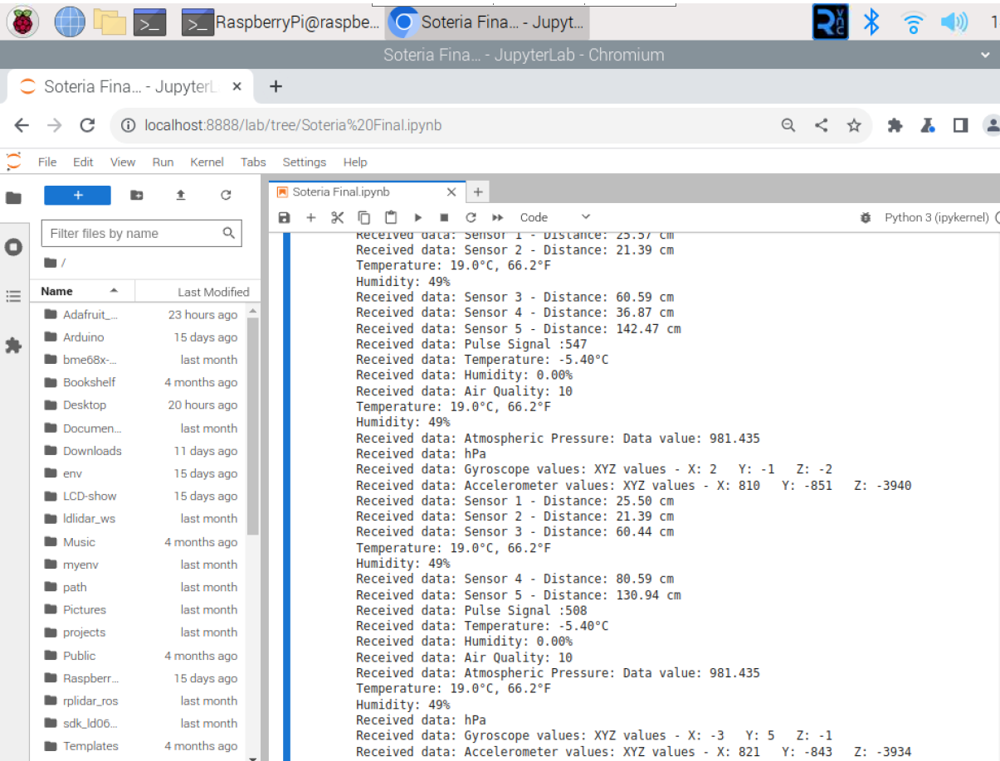 RaspberryPi@raspbe...
Soteria Fina... - Jupyt...
Soteria Fina... - JupyterLab - Chromium
Soteria Fina... - JupyterL
localhost:8888/lab/tree/Soteria%20Final.ipynb
File Edit View Run Kernel Tabs Settings Help
Filter files by name
/
Name Last Modified
Adafruit_... 23 hours ago
Arduino 15 days ago
bme68x-... last month
Bookshelf 4 months ago
Desktop 20 hours ago
Documen... last month
Downloads 11 days ago
env 15 days ago
LCD-show 15 days ago
ldlidar_ws last month
Music 4 months ago
myenv last month
path last month
Pictures last month
projects last month
Public 4 months ago
Raspberr... 15 days ago
rplidar_ros last month
sdk_ld06... last month
Templates 4 months ago
Soteria Final.ipynb
Code
Python 3 (ipykernel)
Received data: Sensor 1 - Distance: 25.57 cm
Received data: Sensor 2 - Distance: 21.39 cm
Temperature: 19.0°C, 66.2°F
Humidity: 49%
Received data: Sensor 3 - Distance: 60.59 cm
Received data: Sensor 4 - Distance: 36.87 cm
Received data: Sensor 5 - Distance: 142.47 cm
Received data: Pulse Signal :547
Received data: Temperature: -5.40°C
Received data: Humidity: 0.00%
Received data: Air Quality: 10
Temperature: 19.0°C, 66.2°F
Humidity: 49%
Received data: Atmospheric Pressure: Data value: 981.435
Received data: hPa
Received data: Gyroscope values: XYZ values - X: 2 Y: -1 Z: -2
Received data: Accelerometer values: XYZ values - X: 810 Y: -851 Z: -3940
Received data: Sensor 1 - Distance: 25.50 cm
Received data: Sensor 2 - Distance: 21.39 cm
Received data: Sensor 3 - Distance: 60.44 cm
Temperature: 19.0°C, 66.2°F
Humidity: 49%
Received data: Sensor 4 - Distance: 80.59 cm
Received data: Sensor 5 - Distance: 130.94 cm
Received data: Pulse Signal :508
Received data: Temperature: -5.40°C
Received data: Humidity: 0.00%
Received data: Air Quality: 10
Received data: Atmospheric Pressure: Data value: 981.435
Temperature: 19.0°C, 66.2°F
Humidity: 49%
Received data: hPa
Received data: Gyroscope values: XYZ values - X: -3 Y: 5 Z: -1
Received data: Accelerometer values: XYZ values - X: 821 Y: -843 Z: -3934